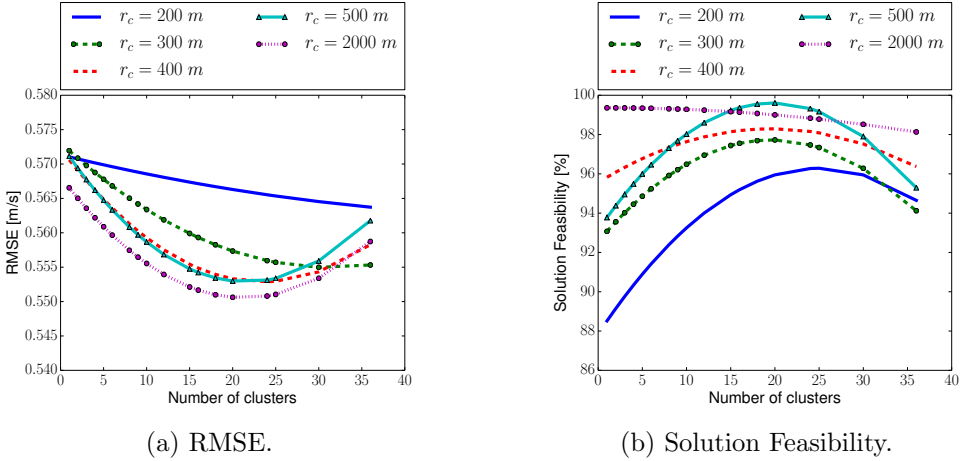 r_c = 200 m
r_c = 500 m
r_c = 300 m
r_c = 2000 m
r_c = 400 m
0.580
0.575
0.570
0.565
0.560
0.555
0.550
0.545
0.540
RMSE [m/s]
0 5 10 15 20 25 30 35 40
Number of clusters
(a) RMSE.
r_c = 200 m
r_c = 500 m
r_c = 300 m
r_c = 2000 m
r_c = 400 m
100
98
96
94
92
90
88
86
Solution Feasibility [%]
0 5 10 15 20 25 30 35 40
Number of clusters
(b) Solution Feasibility.